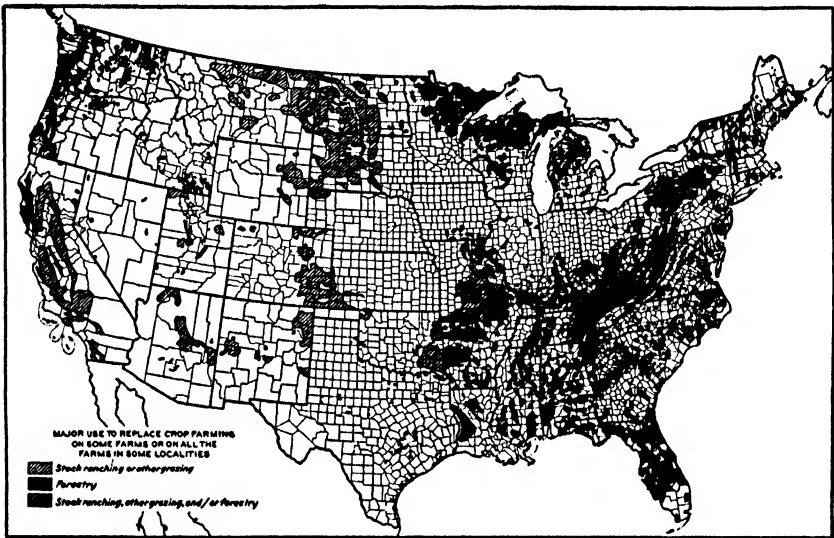 MAJOR USE TO REPLACE CROP FARMING
ON SOME FARMS OR ON ALL THE
FARMS IN SOME LOCALITIES
Stock ranching or other grazing
Forestry
Stock ranching, other grazing, and/or forestry